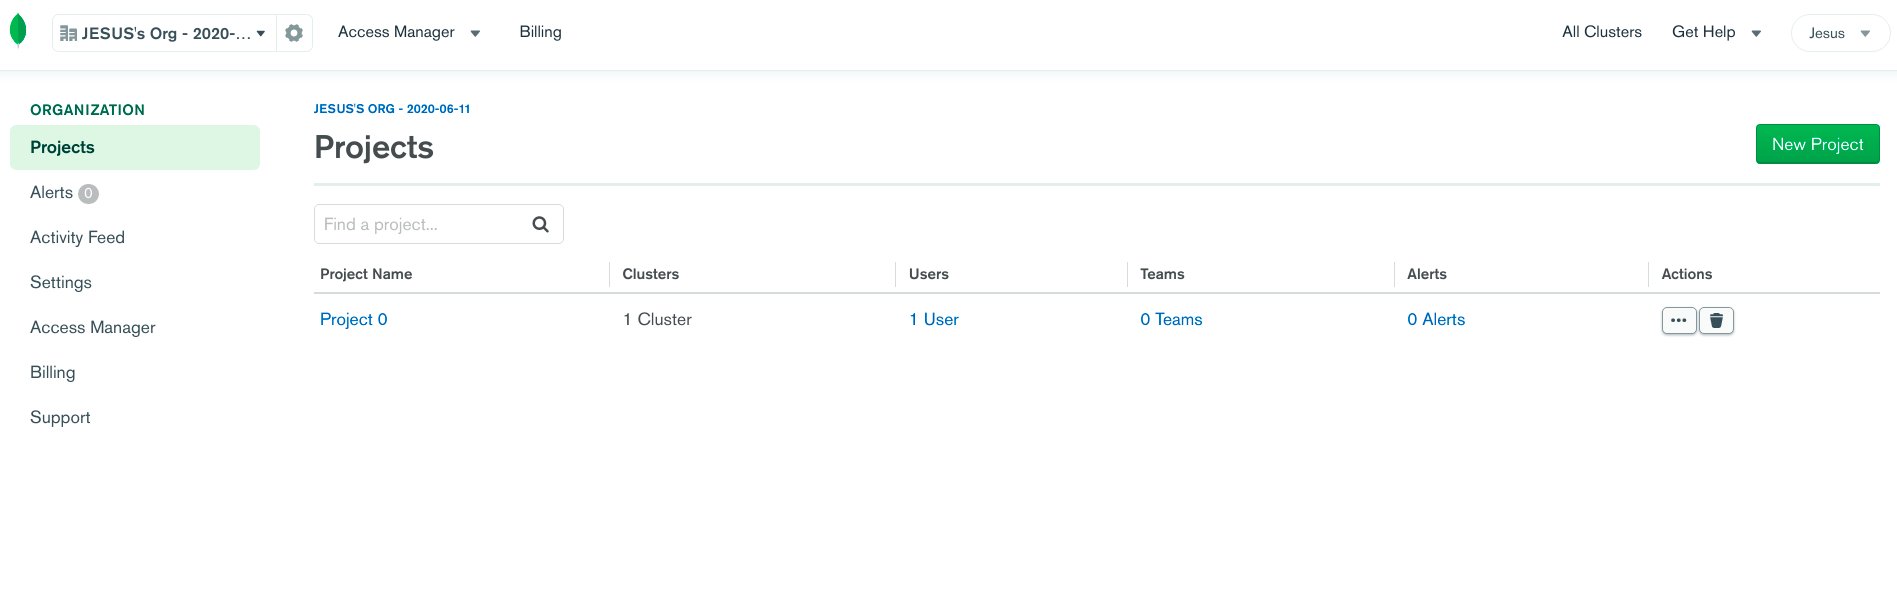 JESUS's Org - 2020-...
Access Manager
Billing
All Clusters
Get Help
Jesus
ORGANIZATION
Projects
Alerts 0
Activity Feed
Settings
Access Manager
Billing
Support
JESUS'S ORG - 2020-06-11
Projects
New Project
Find a project...
Project Name Clusters Users Teams Alerts Actions
Project 0 1 Cluster 1 User 0 Teams 0 Alerts